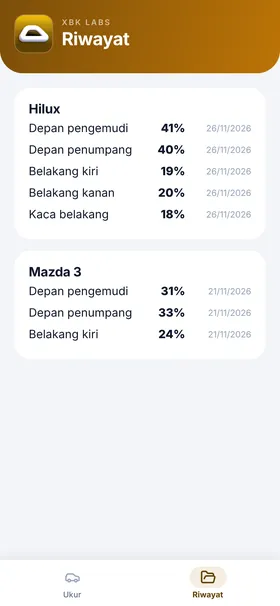 XBK LABS
Riwayat
Hilux
Depan pengemudi 41% 26/11/2026
Depan penumpang 40% 26/11/2026
Belakang kiri 19% 26/11/2026
Belakang kanan 20% 26/11/2026
Kaca belakang 18% 26/11/2026
Mazda 3
Depan pengemudi 31% 21/11/2026
Depan penumpang 33% 21/11/2026
Belakang kiri 24% 21/11/2026
Ukur Riwayat